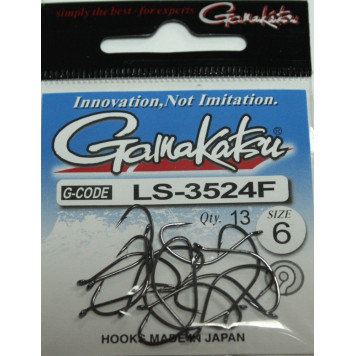 simply the best - for experts.
Gamakatsu
Innovation, Not Imitation.
Gamakatsu®
G-CODE LS-3524F
Qty. 13 SIZE
6
HOOKS MADE IN JAPAN